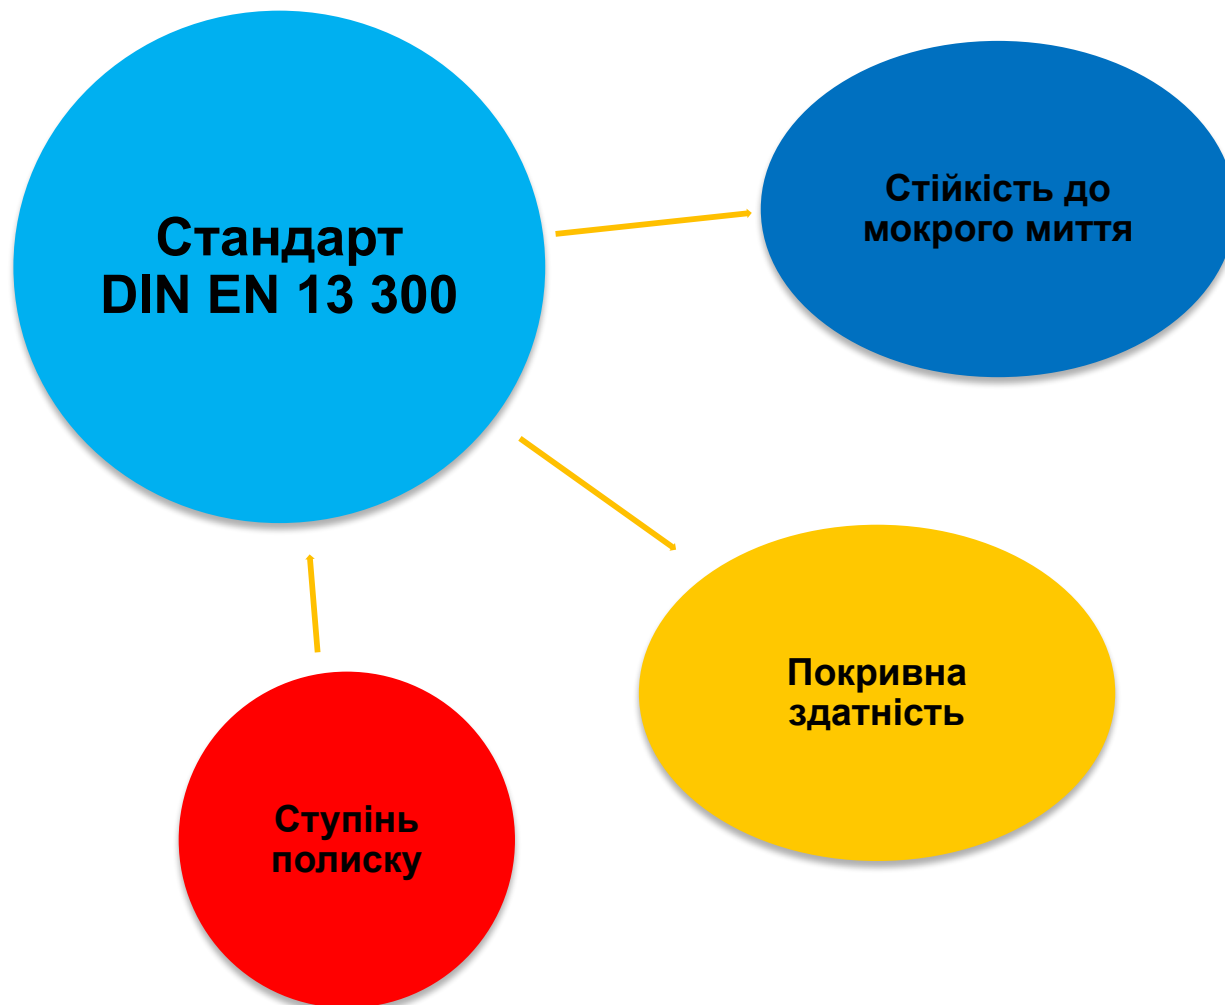 Стандарт
DIN EN 13 300
Стійкість до
мокрого миття
Покривна
здатність
Ступінь
полиску